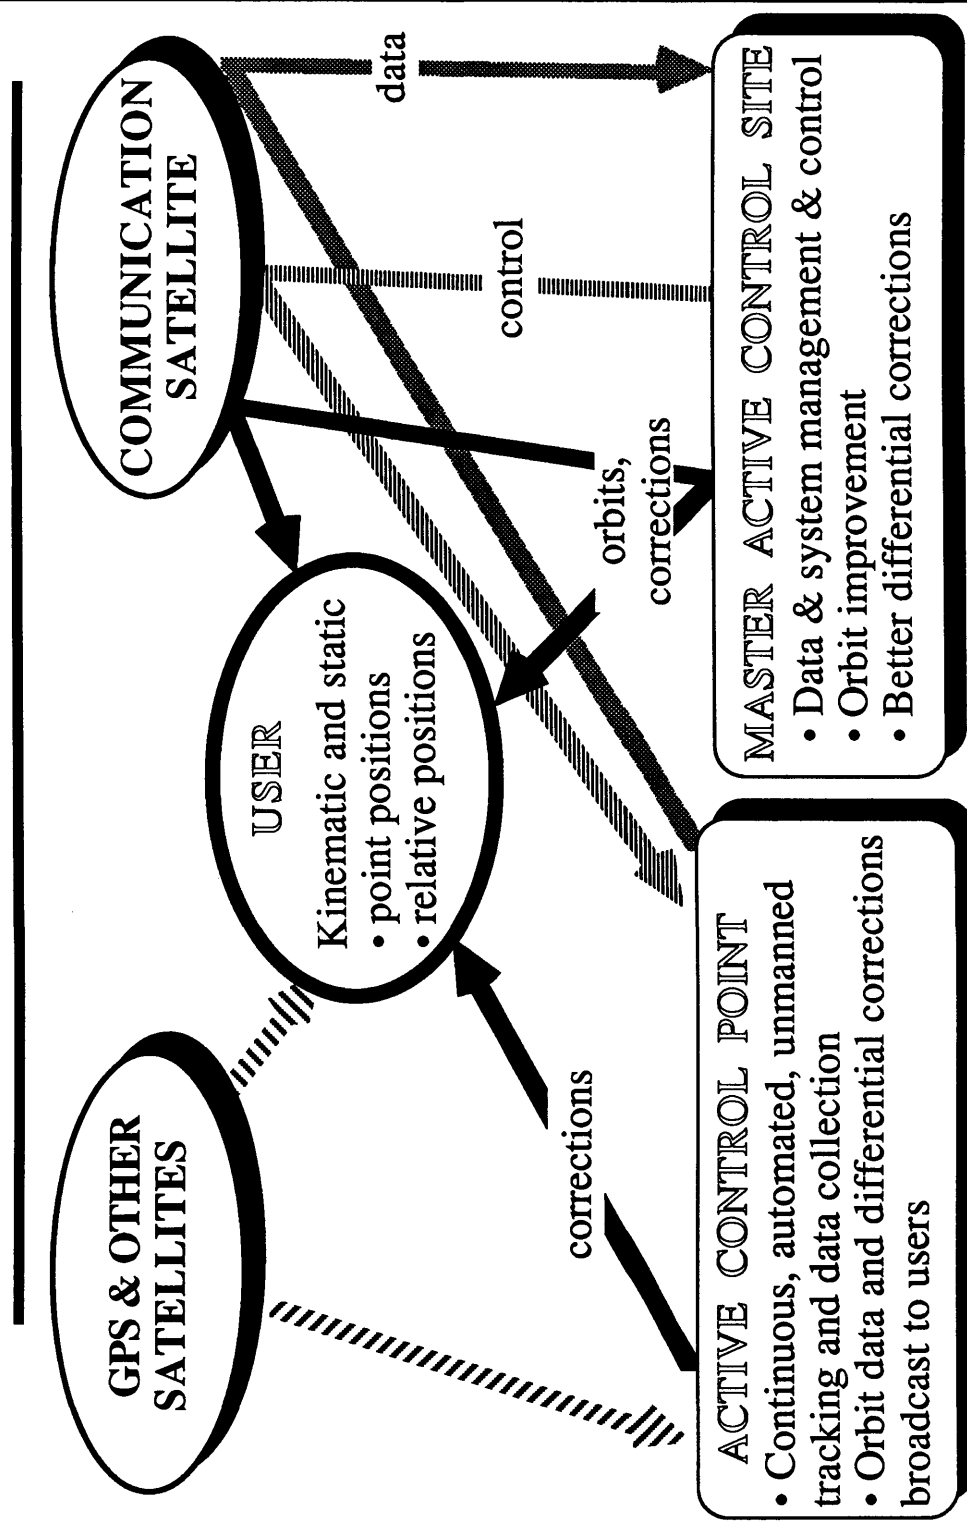 GPS & OTHER
SATELLITES
COMMUNICATION
SATELLITE
USER
Kinematic and static
• point positions
• relative positions
data
control
orbits,
corrections
corrections
ACTIVE CONTROL POINT
• Continuous, automated, unmanned
tracking and data collection
• Orbit data and differential corrections
broadcast to users
MASTER ACTIVE CONTROL SITE
• Data & system management & control
• Orbit improvement
• Better differential corrections